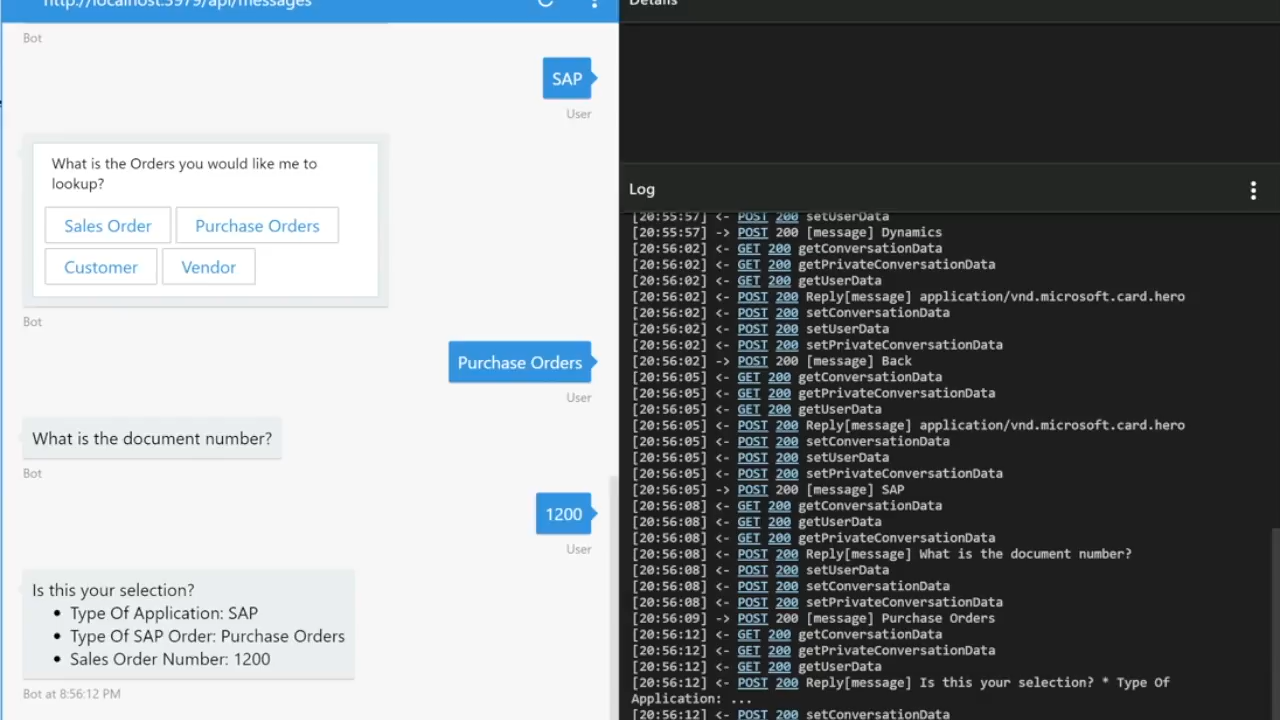 http://localhost:3979/api/messages
Bot
SAP
User
What is the Orders you would like me to
lookup?
Sales Order
Purchase Orders
Customer
Vendor
Bot
Purchase Orders
User
What is the document number?
Bot
1200
User
Is this your selection?
• Type Of Application: SAP
• Type Of SAP Order: Purchase Orders
• Sales Order Number: 1200
Bot at 8:56:12 PM
Details
Log
[20:55:57] <- POST 200 setUserData
[20:55:57] -> POST 200 [message] Dynamics
[20:56:02] <- GET 200 getConversationData
[20:56:02] <- GET 200 getPrivateConversationData
[20:56:02] <- GET 200 getUserData
[20:56:02] <- POST 200 Reply[message] application/vnd.microsoft.card.hero
[20:56:02] <- POST 200 setConversationData
[20:56:02] <- POST 200 setUserData
[20:56:02] <- POST 200 setPrivateConversationData
[20:56:02] -> POST 200 [message] Back
[20:56:05] <- GET 200 getConversationData
[20:56:05] <- GET 200 getPrivateConversationData
[20:56:05] <- GET 200 getUserData
[20:56:05] <- POST 200 Reply[message] application/vnd.microsoft.card.hero
[20:56:05] <- POST 200 setConversationData
[20:56:05] <- POST 200 setUserData
[20:56:05] <- POST 200 setPrivateConversationData
[20:56:05] -> POST 200 [message] SAP
[20:56:08] <- GET 200 getConversationData
[20:56:08] <- GET 200 getUserData
[20:56:08] <- GET 200 getPrivateConversationData
[20:56:08] <- POST 200 Reply[message] What is the document number?
[20:56:08] <- POST 200 setUserData
[20:56:08] <- POST 200 setConversationData
[20:56:08] <- POST 200 setPrivateConversationData
[20:56:09] -> POST 200 [message] Purchase Orders
[20:56:12] <- GET 200 getConversationData
[20:56:12] <- GET 200 getPrivateConversationData
[20:56:12] <- GET 200 getUserData
[20:56:12] <- POST 200 Reply[message] Is this your selection? * Type Of
Application: ...
[20:56:12] <- POST 200 setConversationData